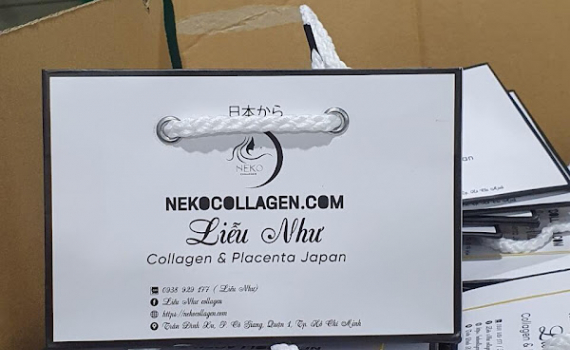 日本から
NEKO
NEKOCOLLAGEN.COM
Liễu Như
Collagen & Placenta Japan
0938 929 177 ( Liễu Như)
Liễu Như collagen
https://nekocollagen.com
Trần Đình Xu, P. Cô Giang, Quận 1, Tp. Hồ Chí Minh